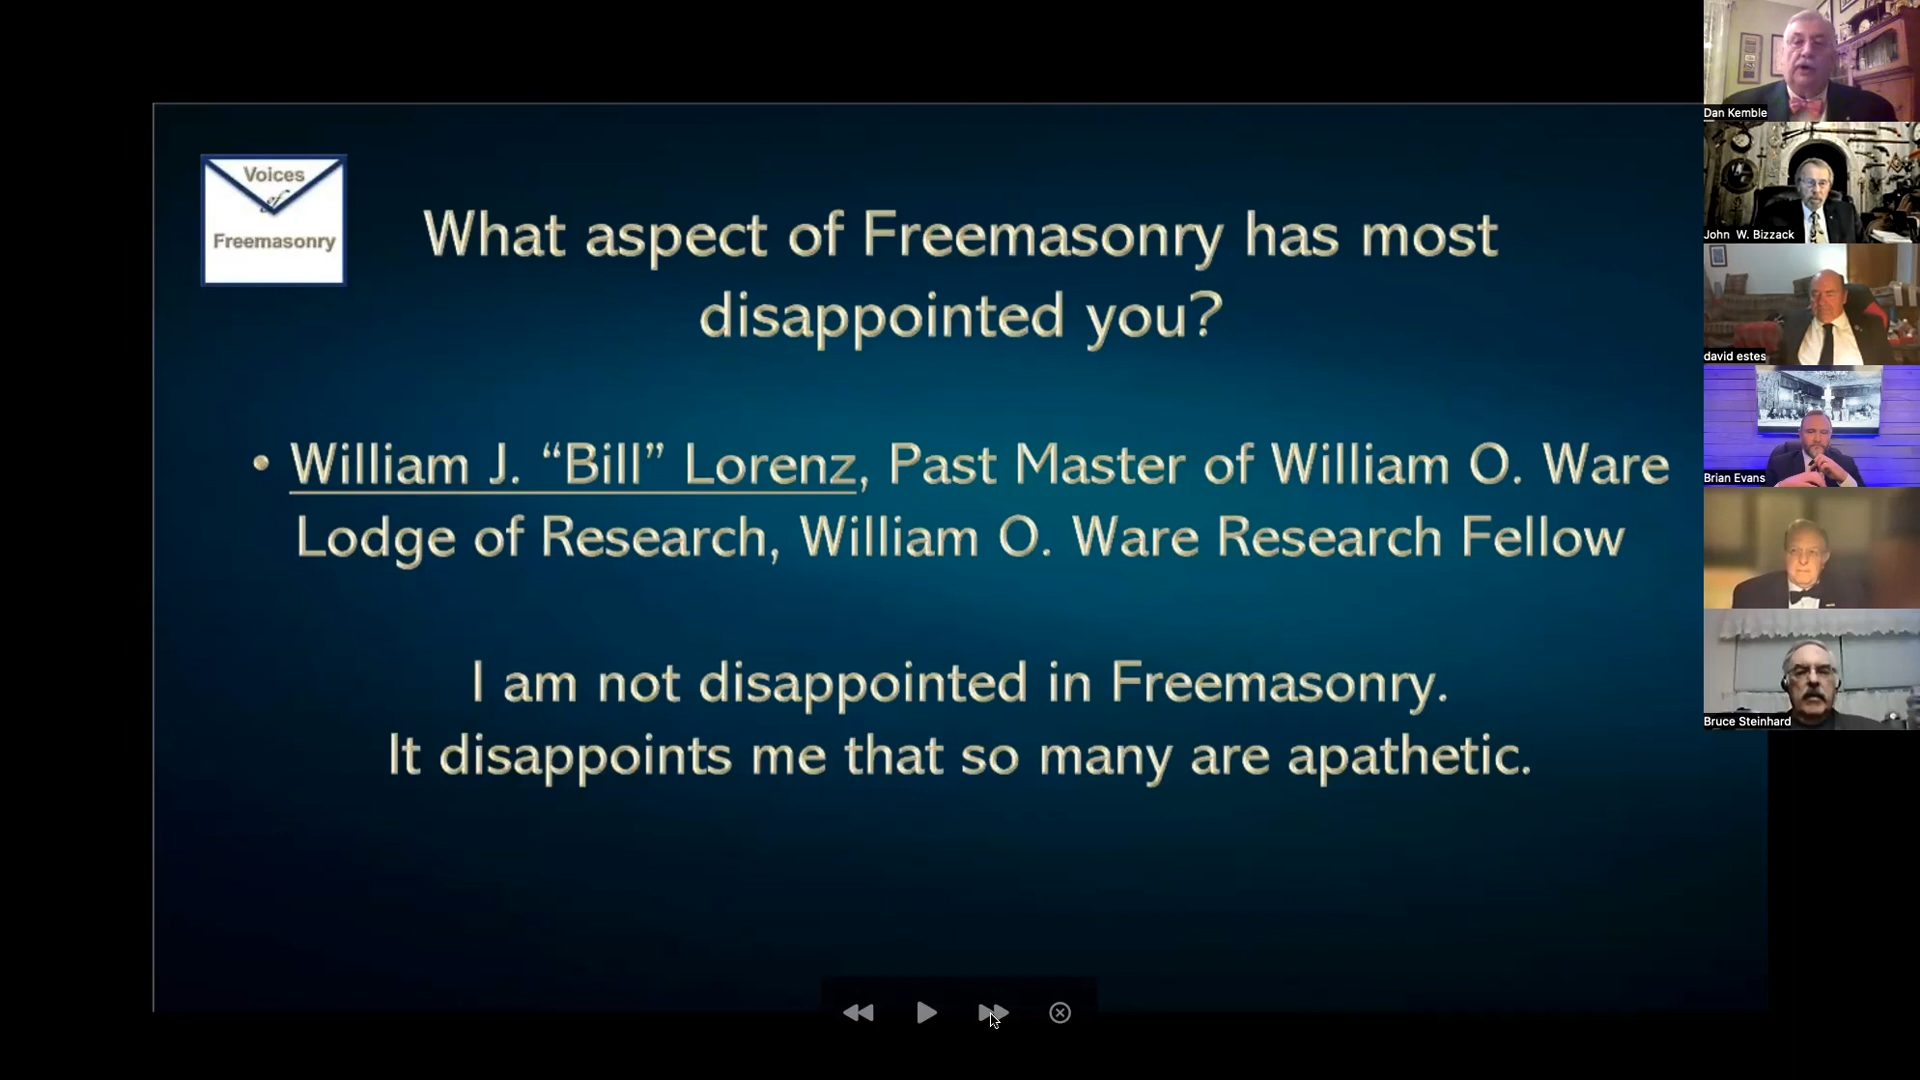 Voices
of
Freemasonry
What aspect of Freemasonry has most
disappointed you?
• William J. “Bill” Lorenz, Past Master of William O. Ware
Lodge of Research, William O. Ware Research Fellow
I am not disappointed in Freemasonry.
It disappoints me that so many are apathetic.
Dan Kemble
John W. Bizzack
david estes
Brian Evans
Bruce Steinhard